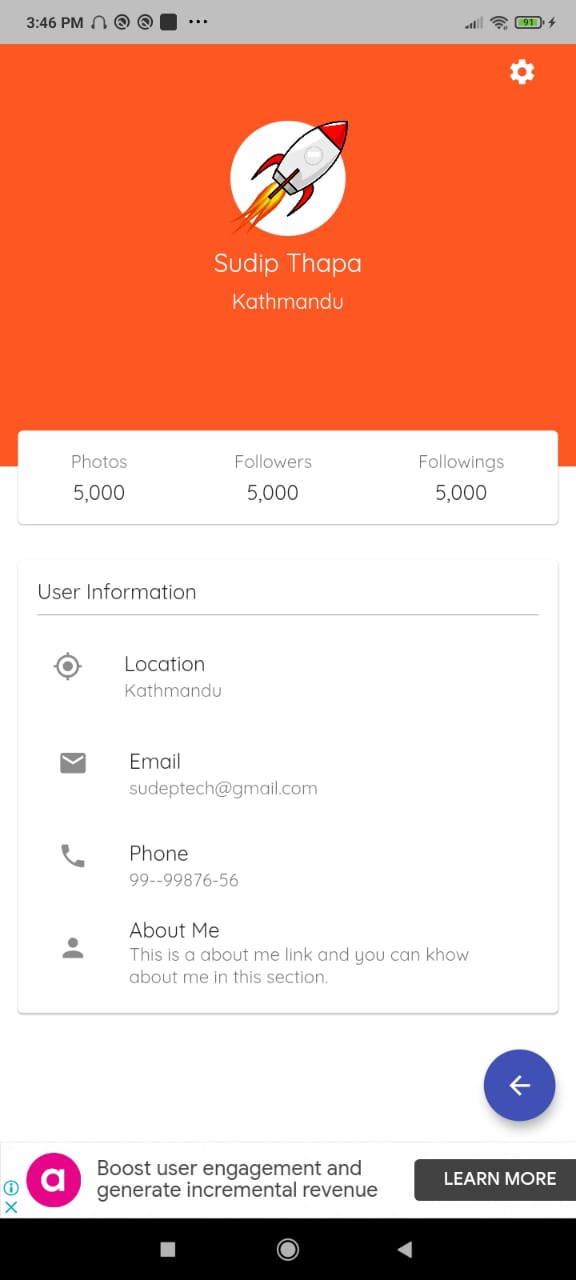 3:46 PM
91
Sudip Thapa
Kathmandu
Photos Followers Followings
5,000 5,000 5,000
User Information
Location
Kathmandu
Email
sudeptech@gmail.com
Phone
99--99876-56
About Me
This is a about me link and you can khow
about me in this section.
a
Boost user engagement and
generate incremental revenue
LEARN MORE